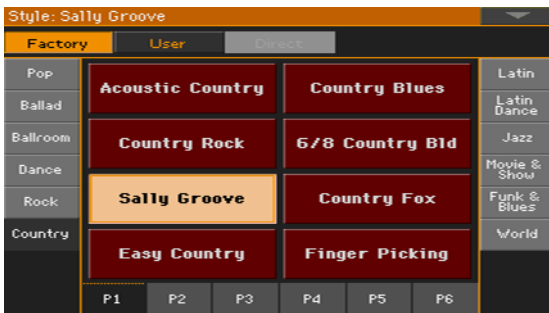 Style: Sally Groove
Factory User Direct
Pop
Ballad
Ballroom
Dance
Rock
Country
Acoustic Country
Country Blues
Country Rock
6/8 Country Bld
Sally Groove
Country Fox
Easy Country
Finger Picking
Latin
Latin
Dance
Jazz
Movie &
Show
Funk &
Blues
World
P1 P2 P3 P4 P5 P6